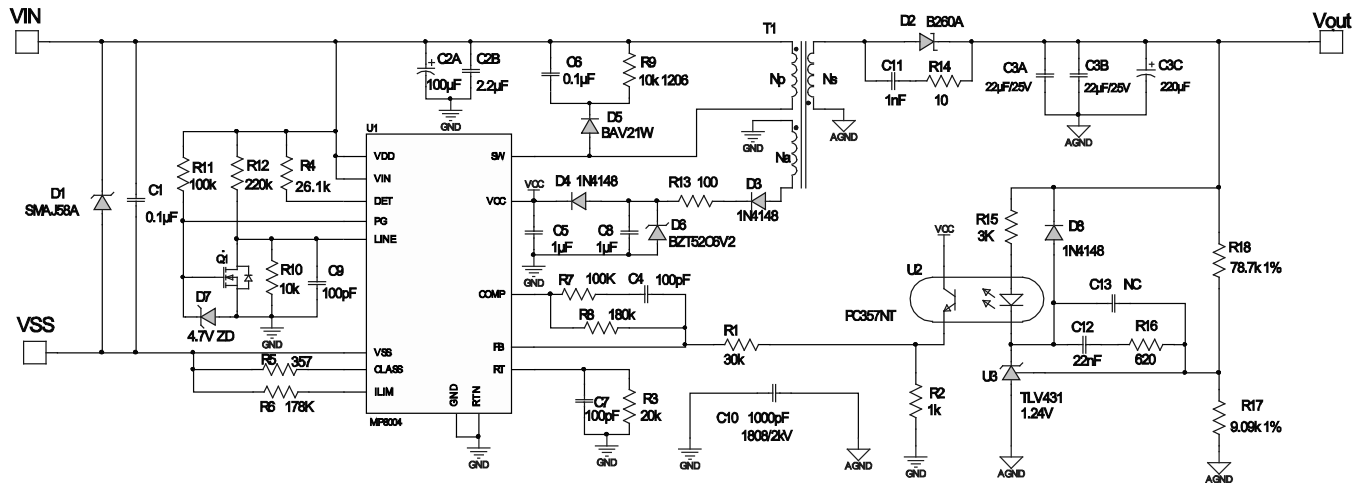 VIN
T1
D2 B260A
Vout
C2A
100µF
C2B
2.2µF
C6
0.1µF
R9
10k 1206
Np
Ns
C11
1nF
R14
10
C3A
22µF/25V
C3B
22µF/25V
C3C
220µF
GND
D5
BAV21W
GND
Na
AGND
AGND
U1
R11
100k
R12
220k
R4
26.1k
VDD
VIN
DET
PG
LINE
SW
VCC
VCC
D4 1N4148
R13 100
D3
1N4148
D1
SMAJ58A
C1
0.1µF
C5
1µF
C8
1µF
D6
BZT52C6V2
GND
Q1
R10
10k
C9
100pF
D7
4.7V ZD
GND
COMP
R7 100K
C4 100pF
R8 180k
FB
R1
30k
VCC
U2
PC357NT
R15
3K
D8
1N4148
R18
78.7k 1%
C13 NC
C12
22nF
R16
620
VSS
VSS
R5 357
CLASS
RT
ILIM
R6 178K
GND
RTN
MP8004
GND
C7
100pF
R3
20k
GND
C10 1000pF
1808/2kV
GND
AGND
R2
1k
GND
U3
TLV431
1.24V
AGND
R17
9.09k 1%
AGND